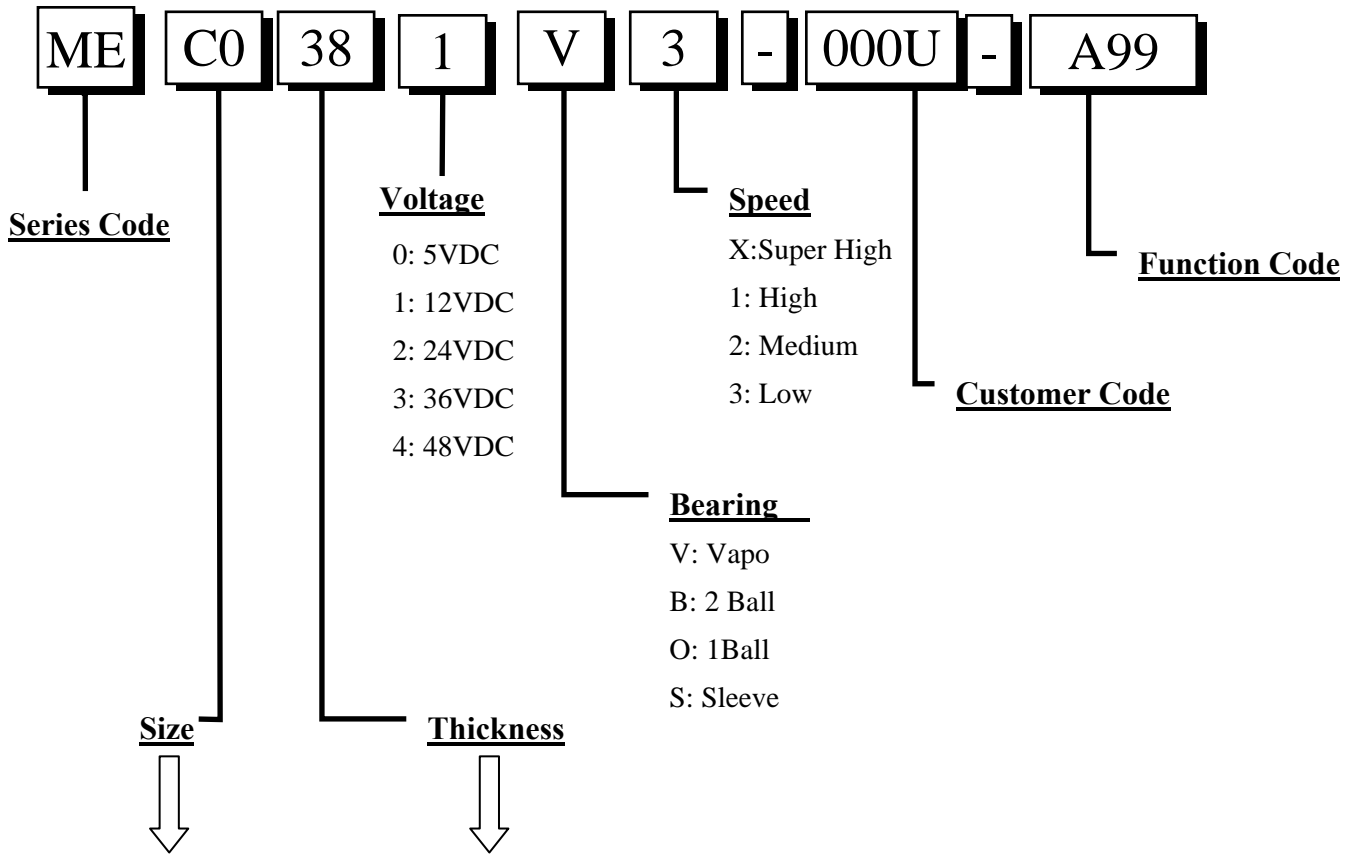 ME C0 38 1 V 3 - 000U - A99
Series Code
Voltage
0: 5VDC
1: 12VDC
2: 24VDC
3: 36VDC
4: 48VDC
Speed
X:Super High
1: High
2: Medium
3: Low
Function Code
Customer Code
Bearing
V: Vapo
B: 2 Ball
O: 1Ball
S: Sleeve
Size
Thickness